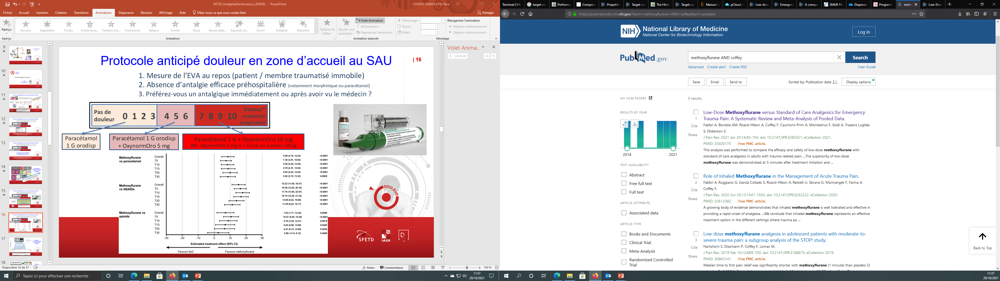 SFETD_AnalgésieNonInvasive_LEMOEL - PowerPoint
LEMOEL FABIEN CHU Nice
Fichier Accueil Insertion Création Transitions Animations Diaporama Révision Affichage Aide Dites-nous ce que vous voulez faire
Partager
Aperçu
Aucune Apparaître Fondu Entrée brus... Flottant ent... Fractionner Balayer Forme Roue Barres aléat... Agrandir et... Zoom Rotation Rebondir
Options de l'effet
Ajouter une animation
Volet Animation
Déclencheur
Reproduire l'animation
Démarrage :
Durée :
Délai :
Réorganiser l'animation
Déplacer antérieurement
Déplacer ultérieurement
Aperçu Animation Animation avancée Minutage
9
10
11
12
13
14
15
16
17
18
Protocole anticipé douleur en zone d'accueil au SAU
| 16
1. Mesure de l'EVA au repos (patient / membre traumatisé immobile)
2. Absence d'antalgie efficace préhospitalière (notamment morphinique ou paracétamol)
3. Préférez-vous un antalgique immédiatement ou après avoir vu le médecin ?
Pas de douleur
0 1 2 3 4 5 6 7 8 9 10
Douleur* maximale imaginable
Paracétamol
1 G orodisp
Paracétamol 1 G orodisp
+ OxynormOro 5 mg
Paracétamol 1 G + OxynormOro 10 mg
NB : OxynormOro 5 mg si > 75 ans ou si poids < 50 kg
Methoxyflurane vs paracetamol
Overall 8.56 (4.70, 12.43) <0.0001
T5 7.38 (3.91, 10.84) <0.0001
T10 8.28 (4.30, 12.25) <0.0001
T15 8.70 (4.37, 13.04) <0.0001
T20 9.94 (5.44, 14.45) <0.0001
T30 8.52 (3.72, 13.32) 0.0005
Methoxyflurane vs NSAIDs
Overall 15.23 (11.09, 19.37) <0.0001
T5 16.36 (12.55, 20.16) <0.0001
T10 17.78 (13.50, 22.07) <0.0001
T15 16.75 (12.55, 21.32) <0.0001
T20 13.95 (9.22, 18.68) <0.0001
T30 11.29 (6.42, 16.17) <0.0001
Methoxyflurane vs opioids
Overall 7.03 (1.71, 12.35) 0.0096
T5 10.57 (5.85, 15.29) <0.0001
T10 8.78 (3.25, 14.31) 0.0019
T15 6.84 (0.80, 12.88) 0.0265
T20 6.47 (0.13, 12.80) 0.0454
T30 2.89 (-4.14, 9.12) 0.4609
-30 -20 -10 0 10 20 30
Estimated treatment effect (95% CI)
Favours SoC Favours methoxyflurane
DOULEUR
SFETD IASP
Volet Anima..
Lire tout
Diapositive 16 de 37
Notes Commentaires 150 %
Tapez ici pour effectuer une recherche
11:37
29/10/2021
Terminal CHU target-co Performa Comparis Propofol Target-co The Histo Target co Manual v pCloud Low-dose Emergen A compar SMUR PA Diaporam Programm metho Low-Dos
https://pubmed.ncbi.nlm.nih.gov/?term=methoxyflurane+AND+coffey&sort=pubdate
NIH National Library of Medicine
National Center for Biotechnology Information
Log in
PubMed.gov
methoxyflurane AND coffey
Search
Advanced Create alert Create RSS User Guide
Save Email Send to Sorted by: Publication date Display options
MY NCBI FILTERS
5 results
RESULTS BY YEAR
2014 2021
TEXT AVAILABILITY
Abstract
Free full text
Full text
ARTICLE ATTRIBUTE
Associated data
ARTICLE TYPE
Books and Documents
Clinical Trial
Meta-Analysis
Randomized Controlled Trial
1
Cite
Share
Low-Dose Methoxyflurane versus Standard of Care Analgesics for Emergency
Trauma Pain: A Systematic Review and Meta-Analysis of Pooled Data.
Fabbri A, Borobia AM, Ricard-Hibon A, Coffey F, Caumont-Prim A, Montestruc F, Soldi A, Traseira Lugilde
S, Dickerson S.
J Pain Res. 2021 Jan 20;14:93-105. doi: 10.2147/JPR.S292521. eCollection 2021.
PMID: 33505170 Free PMC article.
This analysis was performed to compare the efficacy and safety of low-dose methoxyflurane with
standard of care analgesics in adults with trauma-related pain. ...The superiority of low-dose
methoxyflurane was demonstrated at 5 minutes after treatment initiation and ...
2
Cite
Share
Role of Inhaled Methoxyflurane in the Management of Acute Trauma Pain.
Fabbri A, Ruggiano G, Garcia Collado S, Ricard-Hibon A, Restelli U, Sbrana G, Marinangeli F, Farina A,
Coffey F.
J Pain Res. 2020 Jun 25;13:1547-1555. doi: 10.2147/JPR.S252222. eCollection 2020.
PMID: 32612382 Free PMC article.
A growing body of evidence demonstrates that inhaled methoxyflurane is well tolerated and effective in
providing a rapid onset of analgesia. ...We conclude that inhaled methoxyflurane represents an effective
treatment option in the different settings where trauma pa ...
3
Cite
Share
Low-dose methoxyflurane analgesia in adolescent patients with moderate-to-
severe trauma pain: a subgroup analysis of the STOP! study.
Hartshorn S, Dissmann P, Coffey F, Lomax M.
J Pain Res. 2019 Feb 15;12:689-700. doi: 10.2147/JPR.S188675. eCollection 2019.
PMID: 30863141 Free PMC article.
Median time to first pain relief was significantly shorter with methoxyflurane (1 minute) than placebo (3
Back to Top
11:37
29/10/2021